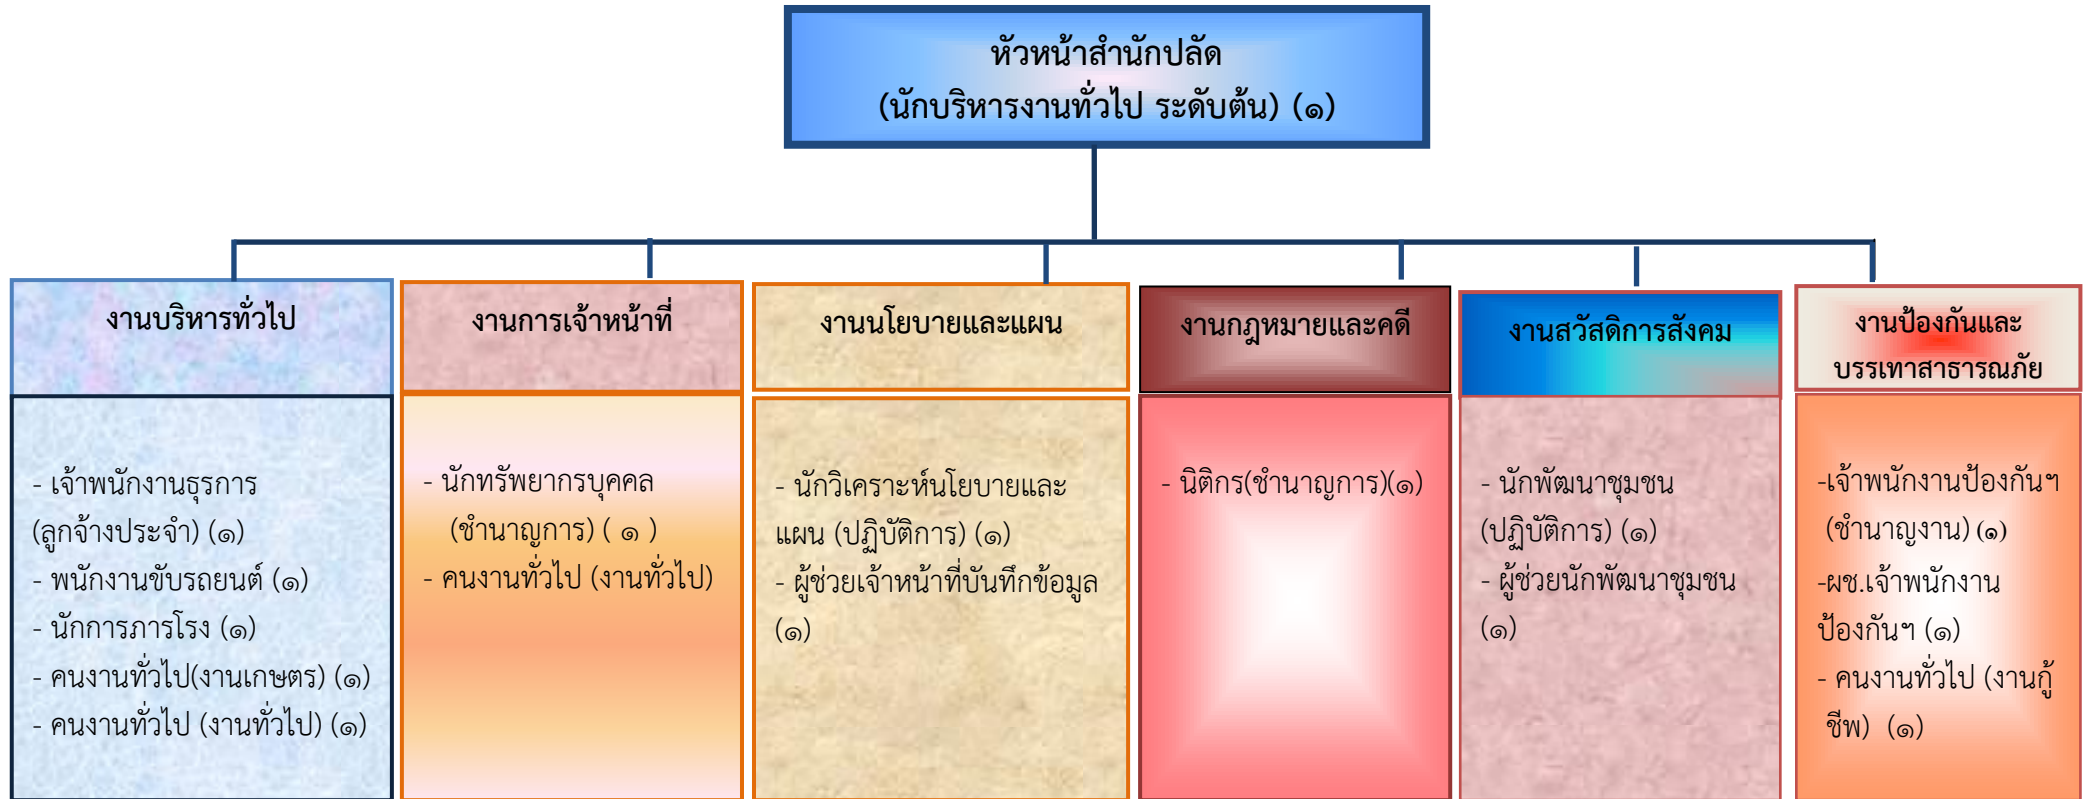 หัวหน้าสำนักปลัด
(นักบริหารงานทั่วไป ระดับต้น) (๑)
งานบริหารทั่วไป
- เจ้าพนักงานธุรการ
(ลูกจ้างประจำ) (๑)
- พนักงานขับรถยนต์ (๑)
- นักการภารโรง (๑)
- คนงานทั่วไป(งานเกษตร) (๑)
- คนงานทั่วไป (งานทั่วไป) (๑)
งานการเจ้าหน้าที่
- นักทรัพยากรบุคคล
(ชำนาญการ) ( ๑ )
- คนงานทั่วไป (งานทั่วไป)
งานนโยบายและแผน
- นักวิเคราะห์นโยบายและ
แผน (ปฏิบัติการ) (๑)
- ผู้ช่วยเจ้าหน้าที่บันทึกข้อมูล
(๑)
งานกฎหมายและคดี
- นิติกร(ชำนาญการ)(๑)
งานสวัสดิการสังคม
- นักพัฒนาชุมชน
(ปฏิบัติการ) (๑)
- ผู้ช่วยนักพัฒนาชุมชน
(๑)
งานป้องกันและ
บรรเทาสาธารณภัย
-เจ้าพนักงานป้องกันฯ
(ชำนาญงาน) (๑)
-ผช.เจ้าพนักงาน
ป้องกันฯ (๑)
- คนงานทั่วไป (งานกู้
ชีพ) (๑)